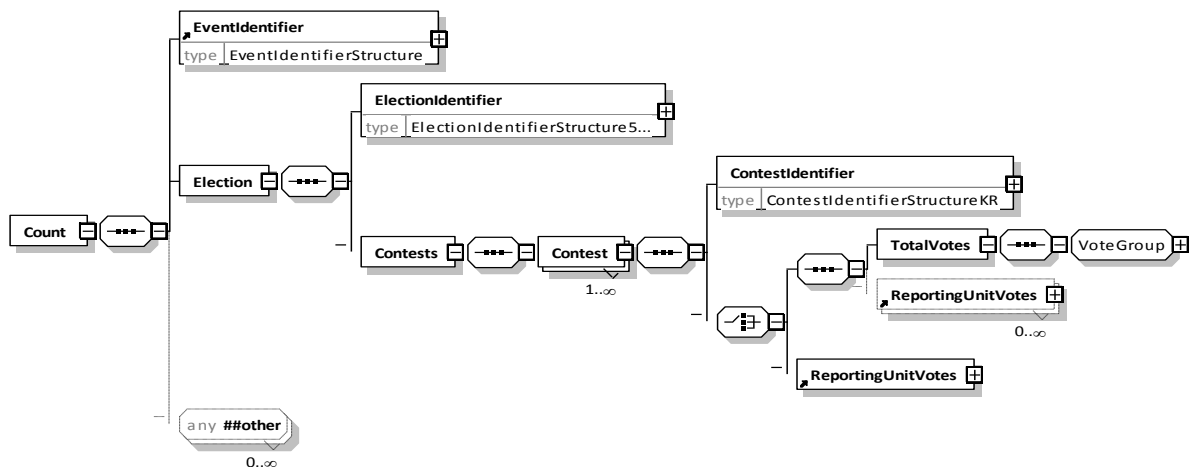 EventIdentifier
type EventIdentifierStructure
ElectionIdentifier
type ElectionIdentifierStructure5...
Election
ContestIdentifier
type ContestIdentifierStructureKR
Count
Contests
Contest
1..∞
TotalVotes
VoteGroup
ReportingUnitVotes
0..∞
ReportingUnitVotes
any ##other
0..∞